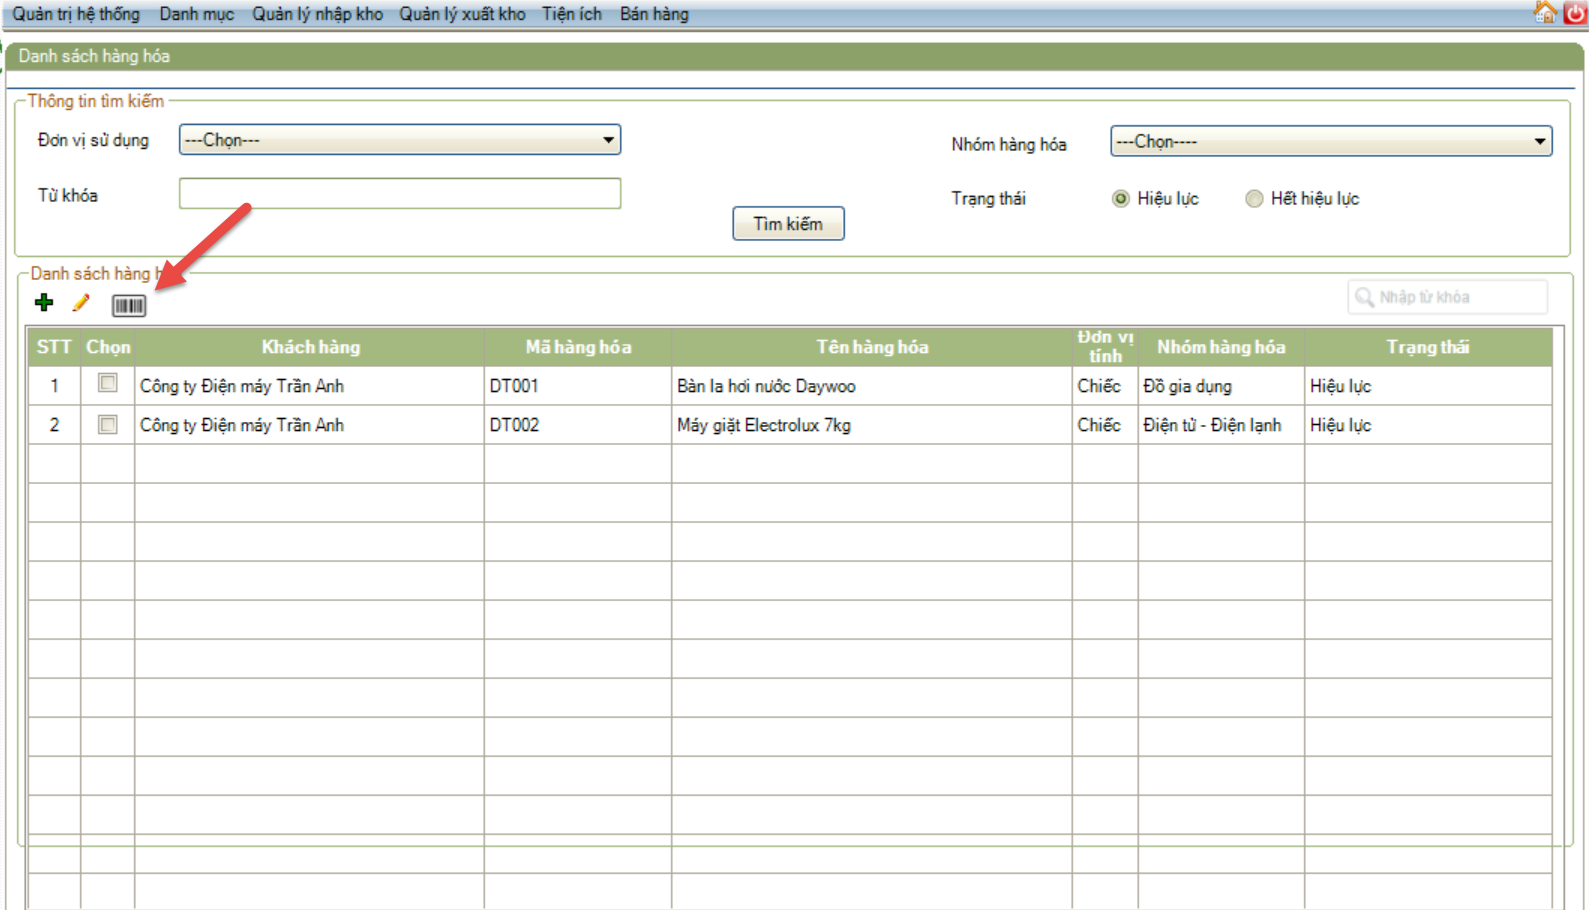 Quản trị hệ thống Danh mục Quản lý nhập kho Quản lý xuất kho Tiện ích Bán hàng
Danh sách hàng hóa
Thông tin tìm kiếm
Đơn vị sử dụng ---Chọn--- Nhóm hàng hóa ---Chọn----
Từ khóa Trạng thái Hiệu lực Hết hiệu lực
Tìm kiếm
Danh sách hàng
Nhập từ khóa
STT Chọn Khách hàng Mã hàng hóa Tên hàng hóa Đơn vị tính Nhóm hàng hóa Trạng thái
1 Công ty Điện máy Trần Anh DT001 Bàn la hơi nước Daywoo Chiếc Đồ gia dụng Hiệu lực
2 Công ty Điện máy Trần Anh DT002 Máy giặt Electrolux 7kg Chiếc Điện tử - Điện lạnh Hiệu lực